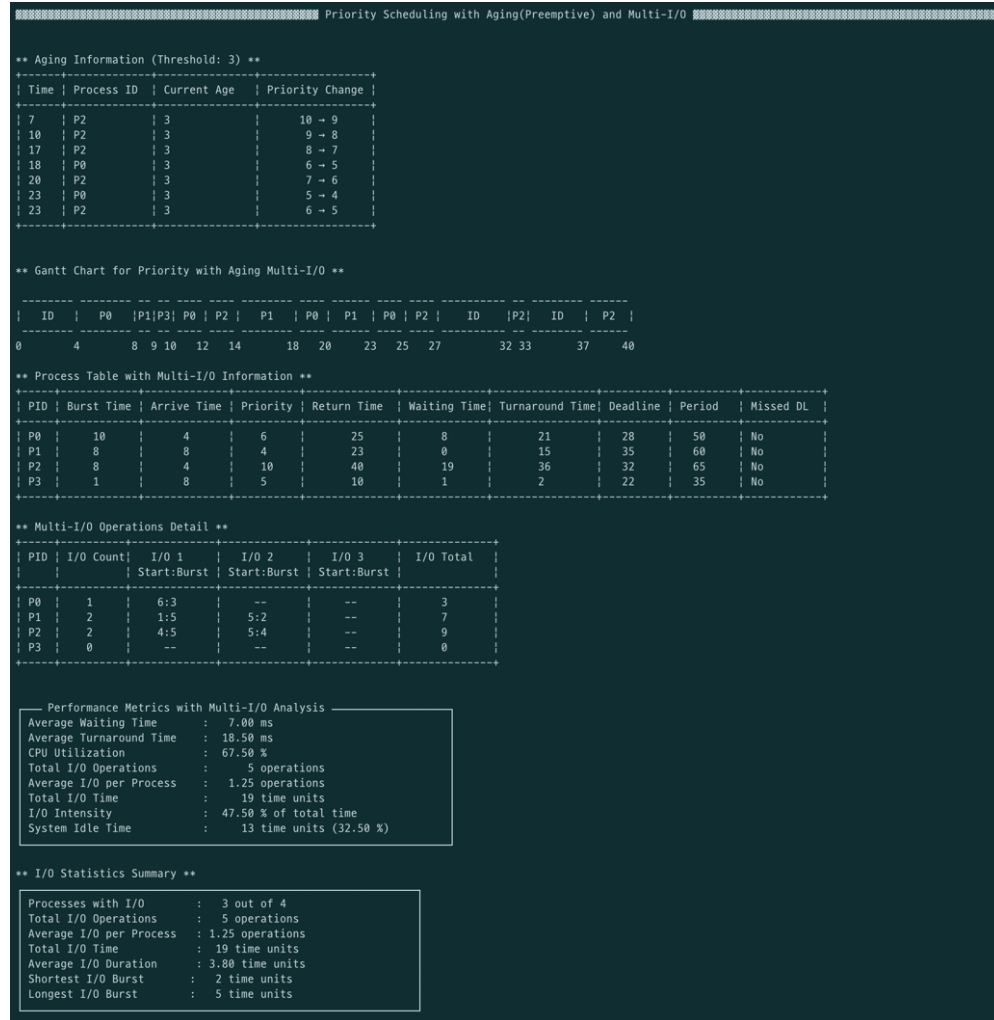 Priority Scheduling with Aging(Preemptive) and Multi-I/O
** Aging Information (Threshold: 3) **
+------+-------------+---------------+-----------------+
| Time | Process ID  | Current Age   | Priority Change |
+------+-------------+---------------+-----------------+
| 7    | P2          | 3             |     10 → 9      |
| 10   | P2          | 3             |      9 → 8      |
| 17   | P2          | 3             |      8 → 7      |
| 18   | P0          | 3             |      6 → 5      |
| 20   | P2          | 3             |      7 → 6      |
| 23   | P0          | 3             |      5 → 4      |
| 23   | P2          | 3             |      6 → 5      |
+------+-------------+---------------+-----------------+
** Gantt Chart for Priority with Aging Multi-I/O **
-------- -------- -- -- ---- ---- -------- ---- ------ ---- ---- ---------- -- -------- ------
|   ID   |   P0   |P1|P3| P0 | P2 |   P1   | P0 |  P1  | P0 | P2 |    ID    |P2|   ID   |  P2  |
-------- -------- -- -- ---- ---- -------- ---- ------ ---- ---- ---------- -- -------- ------
0        4        8  9 10   12   14       18   20     23   25   27         32 33       37     40
** Process Table with Multi-I/O Information **
+-----+------------+-------------+----------+-------------+-------------+----------------+----------+---------+------------+
| PID | Burst Time | Arrive Time | Priority | Return Time | Waiting Time| Turnaround Time| Deadline | Period | Missed DL |
+-----+------------+-------------+----------+-------------+-------------+----------------+----------+---------+------------+
| P0 | 10 | 4 | 6 | 25 | 8 | 21 | 28 | 50 | No |
| P1 | 8 | 8 | 4 | 23 | 0 | 15 | 35 | 60 | No |
| P2 | 8 | 4 | 10 | 40 | 19 | 36 | 32 | 65 | No |
| P3 | 1 | 8 | 5 | 10 | 1 | 2 | 22 | 35 | No |
+-----+------------+-------------+----------+-------------+-------------+----------------+----------+---------+------------+
** Multi-I/O Operations Detail **
+-----+----------+-------------+-------------+-------------+--------------+
| PID | I/O Count| I/O 1 | I/O 2 | I/O 3 | I/O Total |
| | | Start:Burst | Start:Burst | Start:Burst | |
+-----+----------+-------------+-------------+-------------+--------------+
| P0 | 1 | 6:3 | -- | -- | 3 |
| P1 | 2 | 1:5 | 5:2 | -- | 7 |
| P2 | 2 | 4:5 | 5:4 | -- | 9 |
| P3 | 0 | -- | -- | -- | 0 |
+-----+----------+-------------+-------------+-------------+--------------+
Performance Metrics with Multi-I/O Analysis
Average Waiting Time : 7.00 ms
Average Turnaround Time : 18.50 ms
CPU Utilization : 67.50 %
Total I/O Operations : 5 operations
Average I/O per Process : 1.25 operations
Total I/O Time : 19 time units
I/O Intensity : 47.50 % of total time
System Idle Time : 13 time units (32.50 %)
** I/O Statistics Summary **
Processes with I/O : 3 out of 4
Total I/O Operations : 5 operations
Average I/O per Process : 1.25 operations
Total I/O Time : 19 time units
Average I/O Duration : 3.80 time units
Shortest I/O Burst : 2 time units
Longest I/O Burst : 5 time units